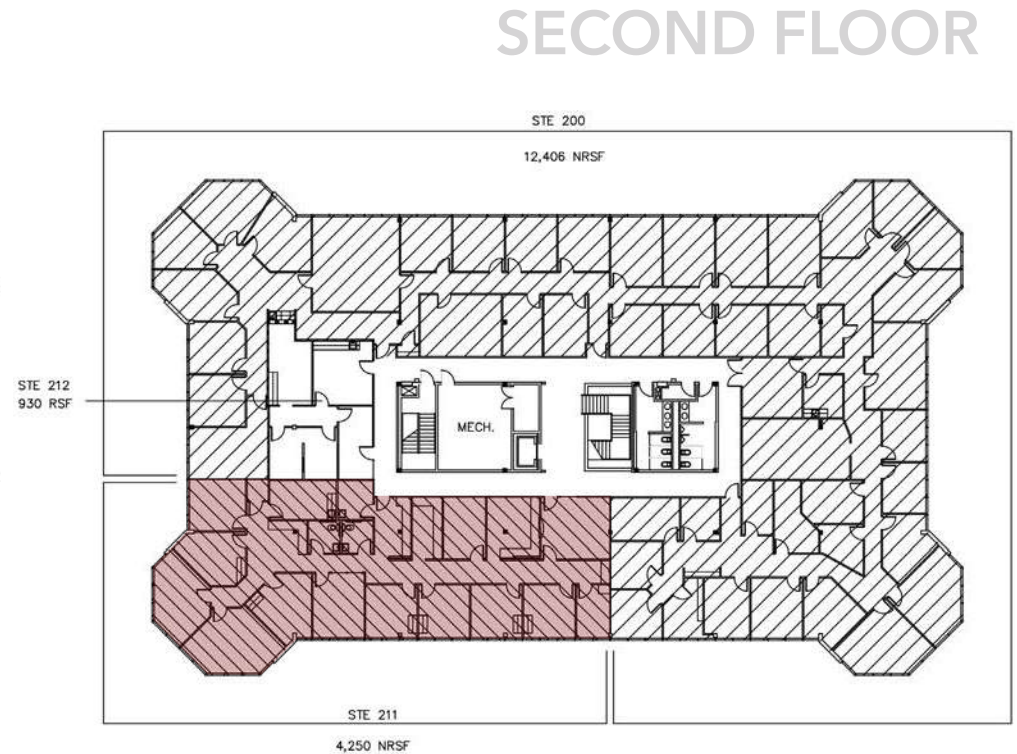 SECOND FLOOR
STE 200
12,406 NRSF
STE 212
930 RSF
MECH.
STE 211
4,250 NRSF